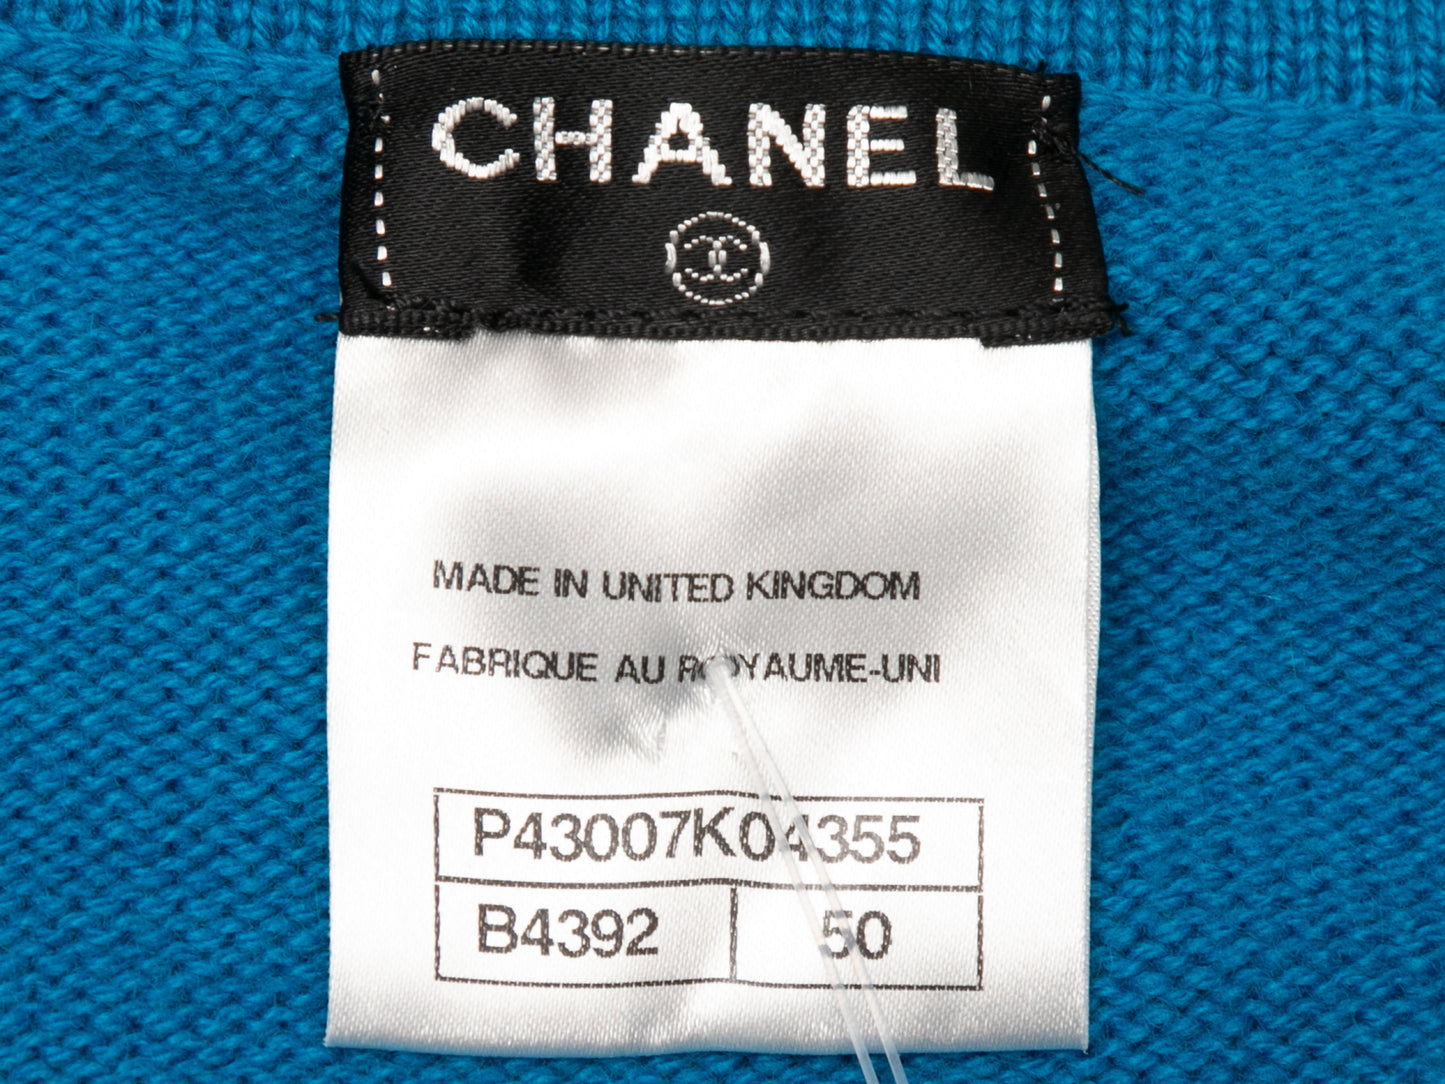 CHANEL
MADE IN UNITED KINGDOM
FABRIQUE AU ROYAUME-UNI
P43007K04355
B4392 50